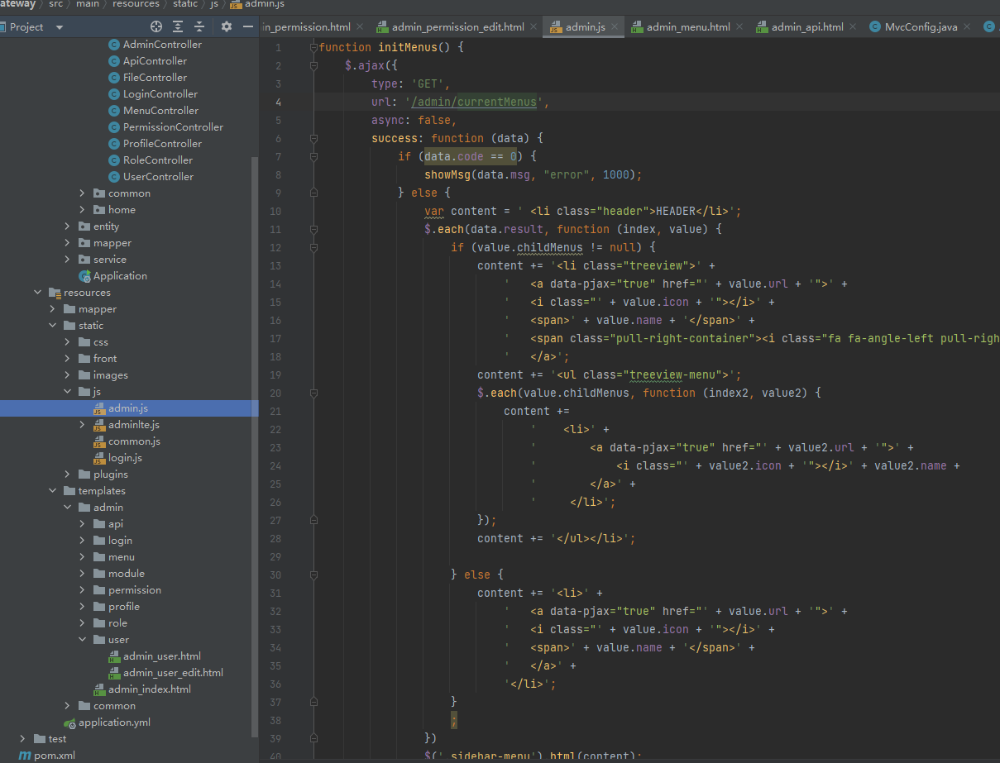 ateway src main resources static js admin.js
Project
in_permission.html admin_permission_edit.html admin.js admin_menu.html admin_api.html MvcConfig.java
AdminController
ApiController
FileController
LoginController
MenuController
PermissionController
ProfileController
RoleController
UserController
common
home
entity
mapper
service
Application
resources
mapper
static
css
front
images
js
admin.js
adminlte.js
common.js
login.js
plugins
templates
admin
api
login
menu
module
permission
profile
role
user
admin_user.html
admin_user_edit.html
admin_index.html
common
application.yml
test
pom.xml
1 function initMenus() {
2 $.ajax({
3 type: 'GET',
4 url: '/admin/currentMenus',
5 async: false,
6 success: function (data) {
7 if (data.code == 0) {
8 showMsg(data.msg, "error", 1000);
9 } else {
10 var content = ' <li class="header">HEADER</li>';
11 $.each(data.result, function (index, value) {
12 if (value.childMenus != null) {
13 content += '<li class="treeview">' +
14 ' <a data-pjax="true" href="' + value.url + '">' +
15 ' <i class="' + value.icon + '"></i>' +
16 ' <span>' + value.name + '</span>' +
17 ' <span class="pull-right-container"><i class="fa fa-angle-left pull-righ
18 ' </a>';
19 content += '<ul class="treeview-menu">';
20 $.each(value.childMenus, function (index2, value2) {
21 content +=
22 ' <li>' +
23 ' <a data-pjax="true" href="' + value2.url + '">' +
24 ' <i class="' + value2.icon + '"></i>' + value2.name +
25 ' </a>' +
26 ' </li>';
27 });
28 content += '</ul></li>';
29
30 } else {
31 content += '<li>' +
32 ' <a data-pjax="true" href="' + value.url + '">' +
33 ' <i class="' + value.icon + '"></i>' +
34 ' <span>' + value.name + '</span>' +
35 ' </a>' +
36 '</li>';
37 }
38 ;
39 })
40 $('.sidebar-menu').html(content);